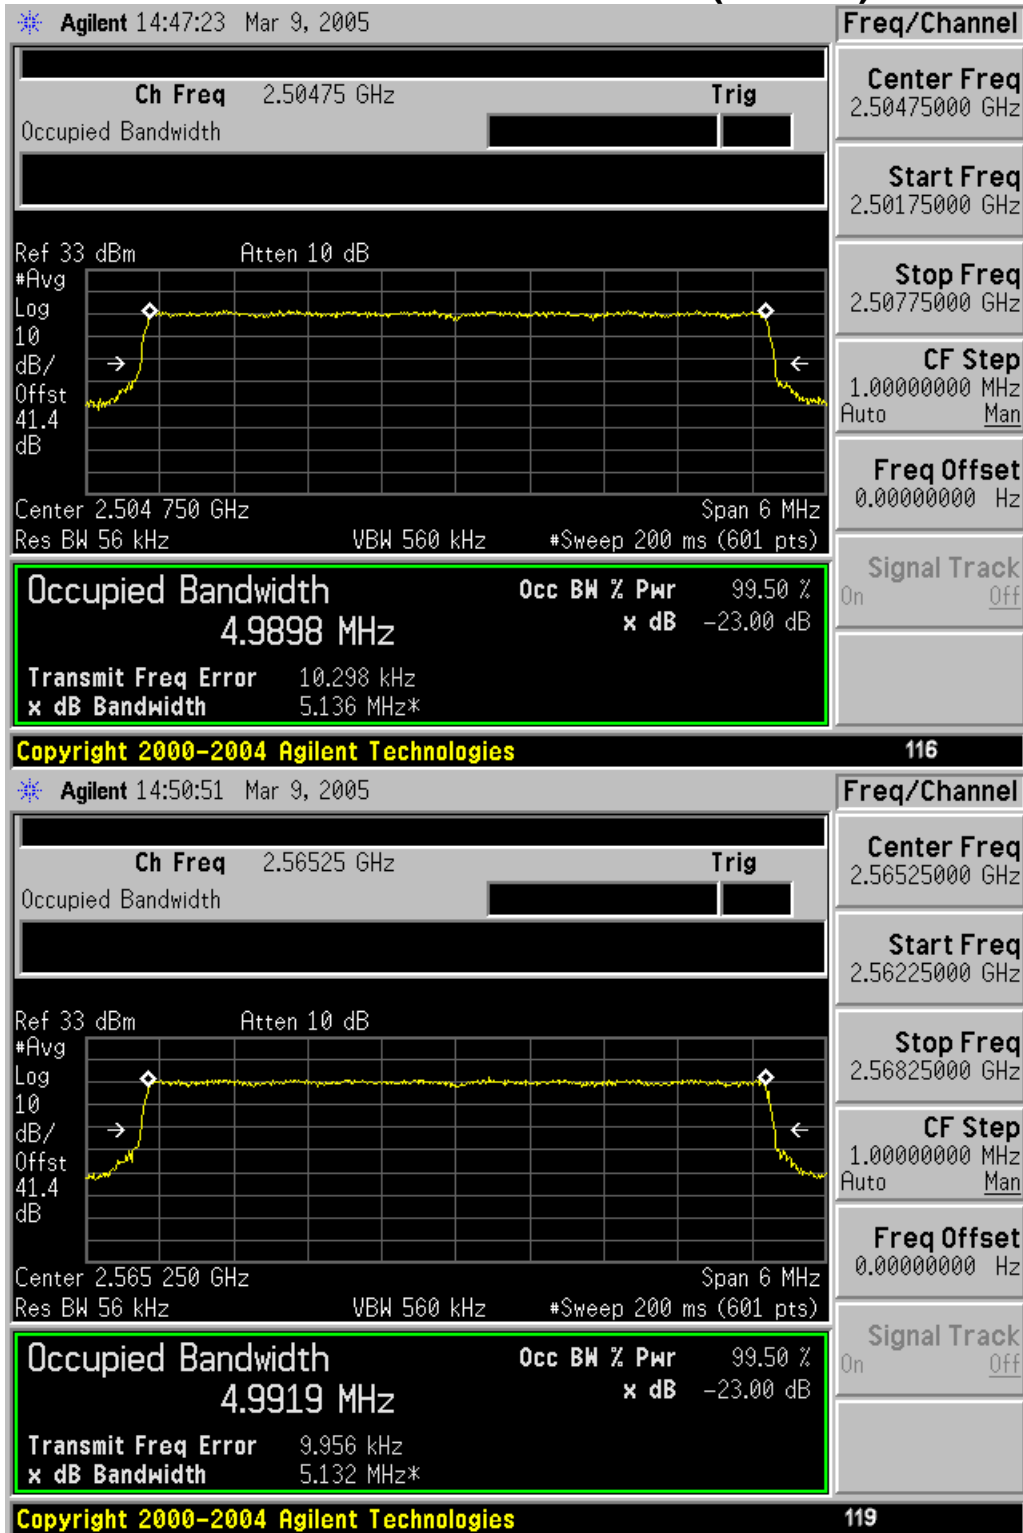 Agilent 14:47:23 Mar 9, 2005 Freq/Channel
Ch Freq 2.50475 GHz Trig
Occupied Bandwidth
Center Freq
2.50475000 GHz
Start Freq
2.50175000 GHz
Stop Freq
2.50775000 GHz
CF Step
1.00000000 MHz
Auto Man
Freq Offset
0.00000000 Hz
Signal Track
On Off
Ref 33 dBm Atten 10 dB
#Avg
Log
10
dB/
Offst
41.4
dB
Center 2.504 750 GHz Span 6 MHz
Res BW 56 kHz VBW 560 kHz #Sweep 200 ms (601 pts)
Occupied Bandwidth Occ BW % Pwr 99.50 %
4.9898 MHz x dB -23.00 dB
Transmit Freq Error 10.298 kHz
x dB Bandwidth 5.136 MHz*
Copyright 2000-2004 Agilent Technologies 116
Agilent 14:50:51 Mar 9, 2005 Freq/Channel
Ch Freq 2.56525 GHz Trig
Occupied Bandwidth
Center Freq
2.56525000 GHz
Start Freq
2.56225000 GHz
Stop Freq
2.56825000 GHz
CF Step
1.00000000 MHz
Auto Man
Freq Offset
0.00000000 Hz
Signal Track
On Off
Ref 33 dBm Atten 10 dB
#Avg
Log
10
dB/
Offst
41.4
dB
Center 2.565 250 GHz Span 6 MHz
Res BW 56 kHz VBW 560 kHz #Sweep 200 ms (601 pts)
Occupied Bandwidth Occ BW % Pwr 99.50 %
4.9919 MHz x dB -23.00 dB
Transmit Freq Error 9.956 kHz
x dB Bandwidth 5.132 MHz*
Copyright 2000-2004 Agilent Technologies 119